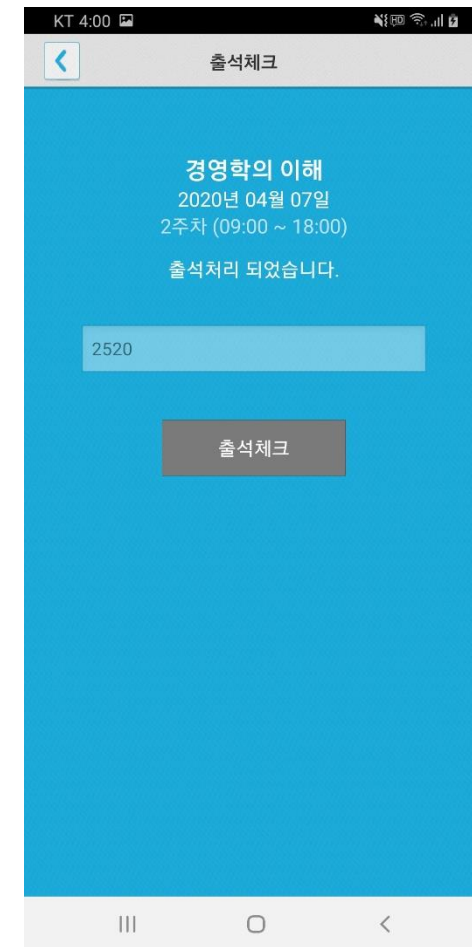 KT 4:00
출석체크
경영학의 이해
2020년 04월 07일
2주차 (09:00 ~ 18:00)
출석처리 되었습니다.
2520
출석체크